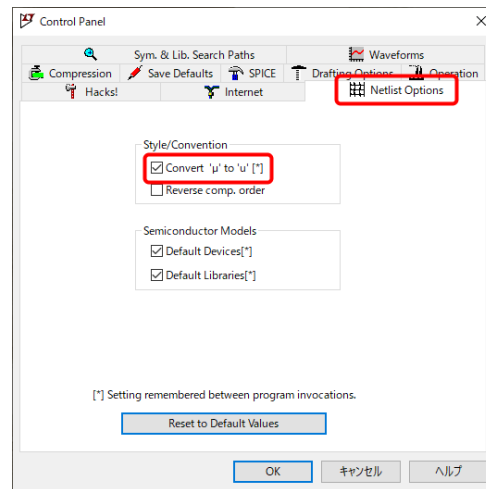 Control Panel
Sym. & Lib. Search Paths Waveforms
Compression Save Defaults SPICE Drafting Options Operation
Hacks! Internet Netlist Options
Style/Convention
Convert 'µ' to 'u' [*]
Reverse comp. order
Semiconductor Models
Default Devices[*]
Default Libraries[*]
[*] Setting remembered between program invocations.
Reset to Default Values
OK キャンセル ヘルプ